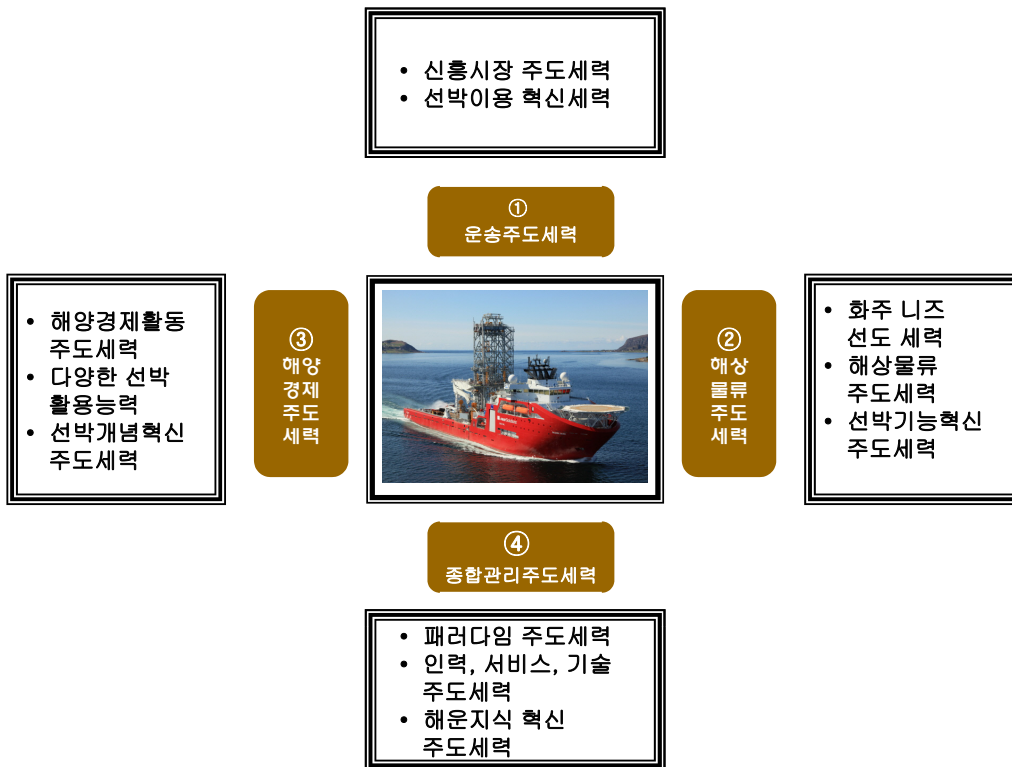 • 신흥시장 주도세력
• 선박이용 혁신세력
①
운송주도세력
• 해양경제활동
주도세력
• 다양한 선박
활용능력
• 선박개념혁신
주도세력
③
해양
경제
주도
세력
②
해상
물류
주도
세력
• 화주 니즈
선도 세력
• 해상물류
주도세력
• 선박기능혁신
주도세력
④
종합관리주도세력
• 패러다임 주도세력
• 인력, 서비스, 기술
주도세력
• 해운지식 혁신
주도세력